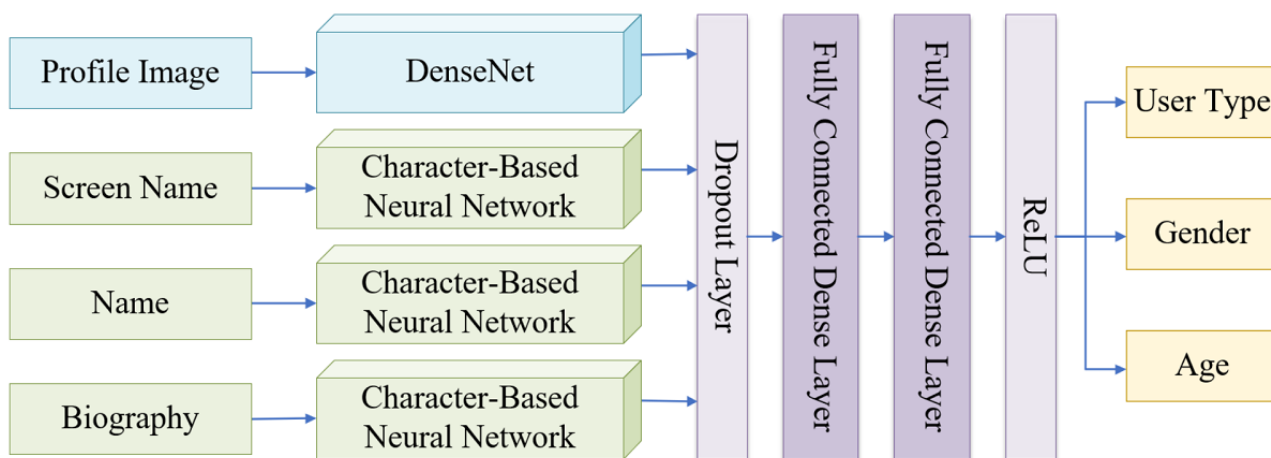 Profile Image
DenseNet
Screen Name
Character-Based
Neural Network
Name
Character-Based
Neural Network
Biography
Character-Based
Neural Network
Dropout Layer
Fully Connected Dense Layer
Fully Connected Dense Layer
ReLU
User Type
Gender
Age